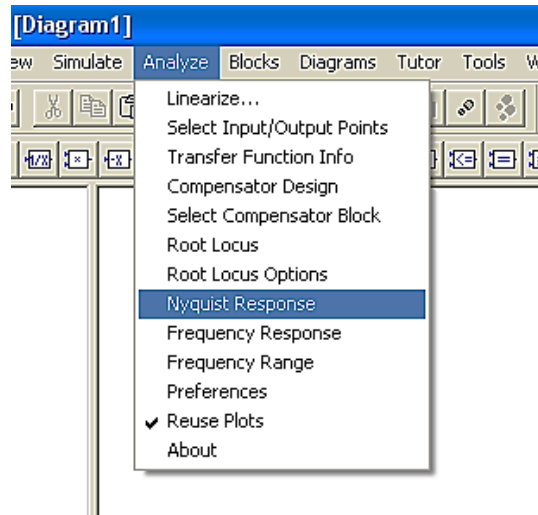 [Diagram1]
ew Simulate Analyze Blocks Diagrams Tutor Tools
1/X × -X <= =
Linearize...
Select Input/Output Points
Transfer Function Info
Compensator Design
Select Compensator Block
Root Locus
Root Locus Options
Nyquist Response
Frequency Response
Frequency Range
Preferences
Reuse Plots
About